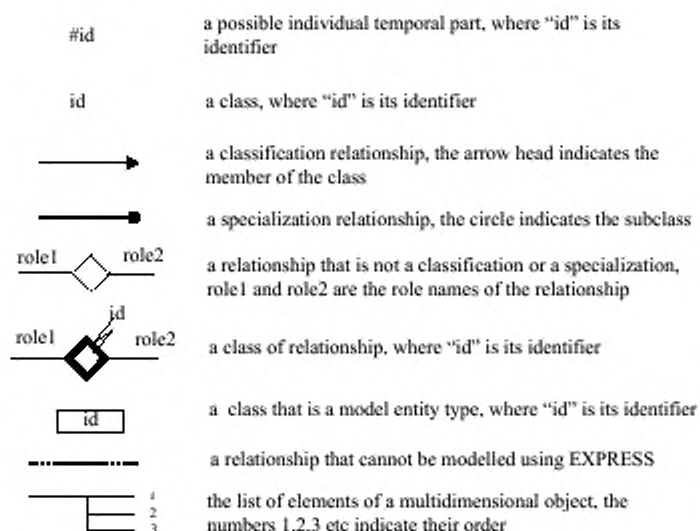 #id
a possible individual temporal part, where “id” is its
identifier
id
a class, where “id” is its identifier
a classification relationship, the arrow head indicates the
member of the class
a specialization relationship, the circle indicates the subclass
role1
role2
a relationship that is not a classification or a specialization,
role1 and role2 are the role names of the relationship
id
role1
role2
a class of relationship, where “id” is its identifier
id
a class that is a model entity type, where “id” is its identifier
a relationship that cannot be modelled using EXPRESS
1
2
3
the list of elements of a multidimensional object, the
numbers 1,2,3 etc indicate their order